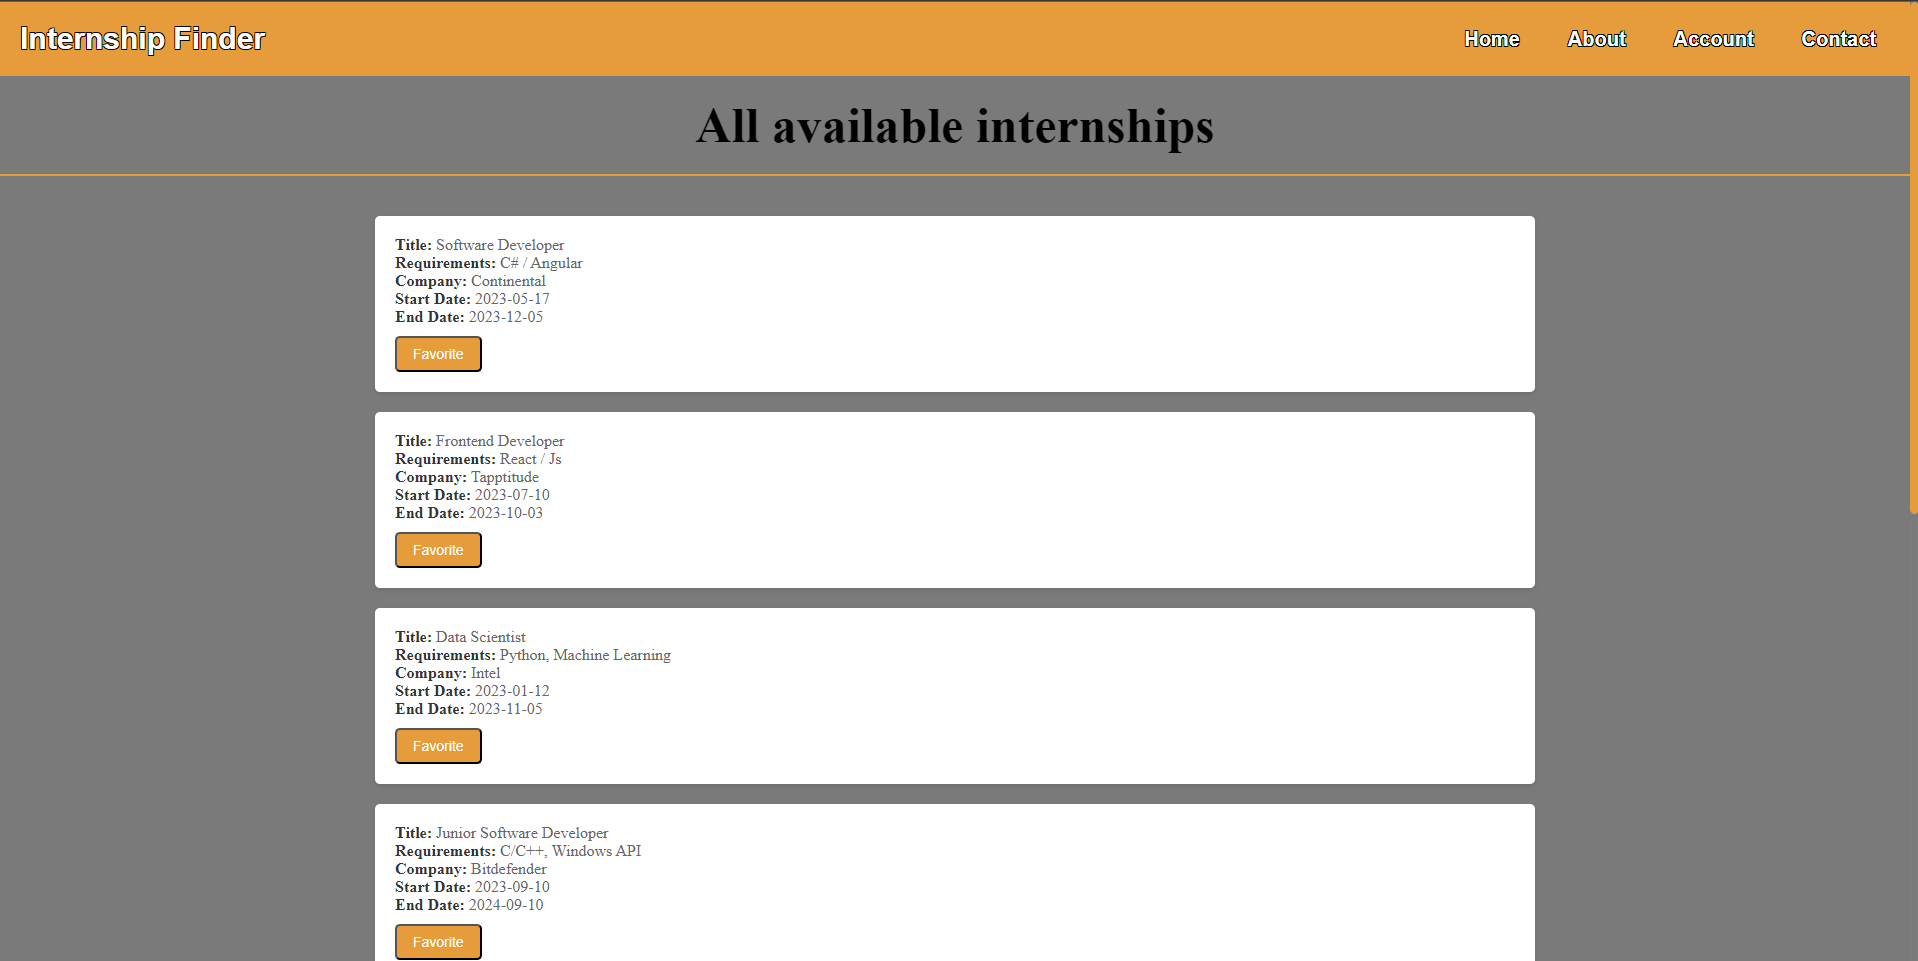 Internship Finder
Home About Account Contact
All available internships
Title: Software Developer
Requirements: C# / Angular
Company: Continental
Start Date: 2023-05-17
End Date: 2023-12-05
Favorite
Title: Frontend Developer
Requirements: React / Js
Company: Tapptitude
Start Date: 2023-07-10
End Date: 2023-10-03
Favorite
Title: Data Scientist
Requirements: Python, Machine Learning
Company: Intel
Start Date: 2023-01-12
End Date: 2023-11-05
Favorite
Title: Junior Software Developer
Requirements: C/C++, Windows API
Company: Bitdefender
Start Date: 2023-09-10
End Date: 2024-09-10
Favorite